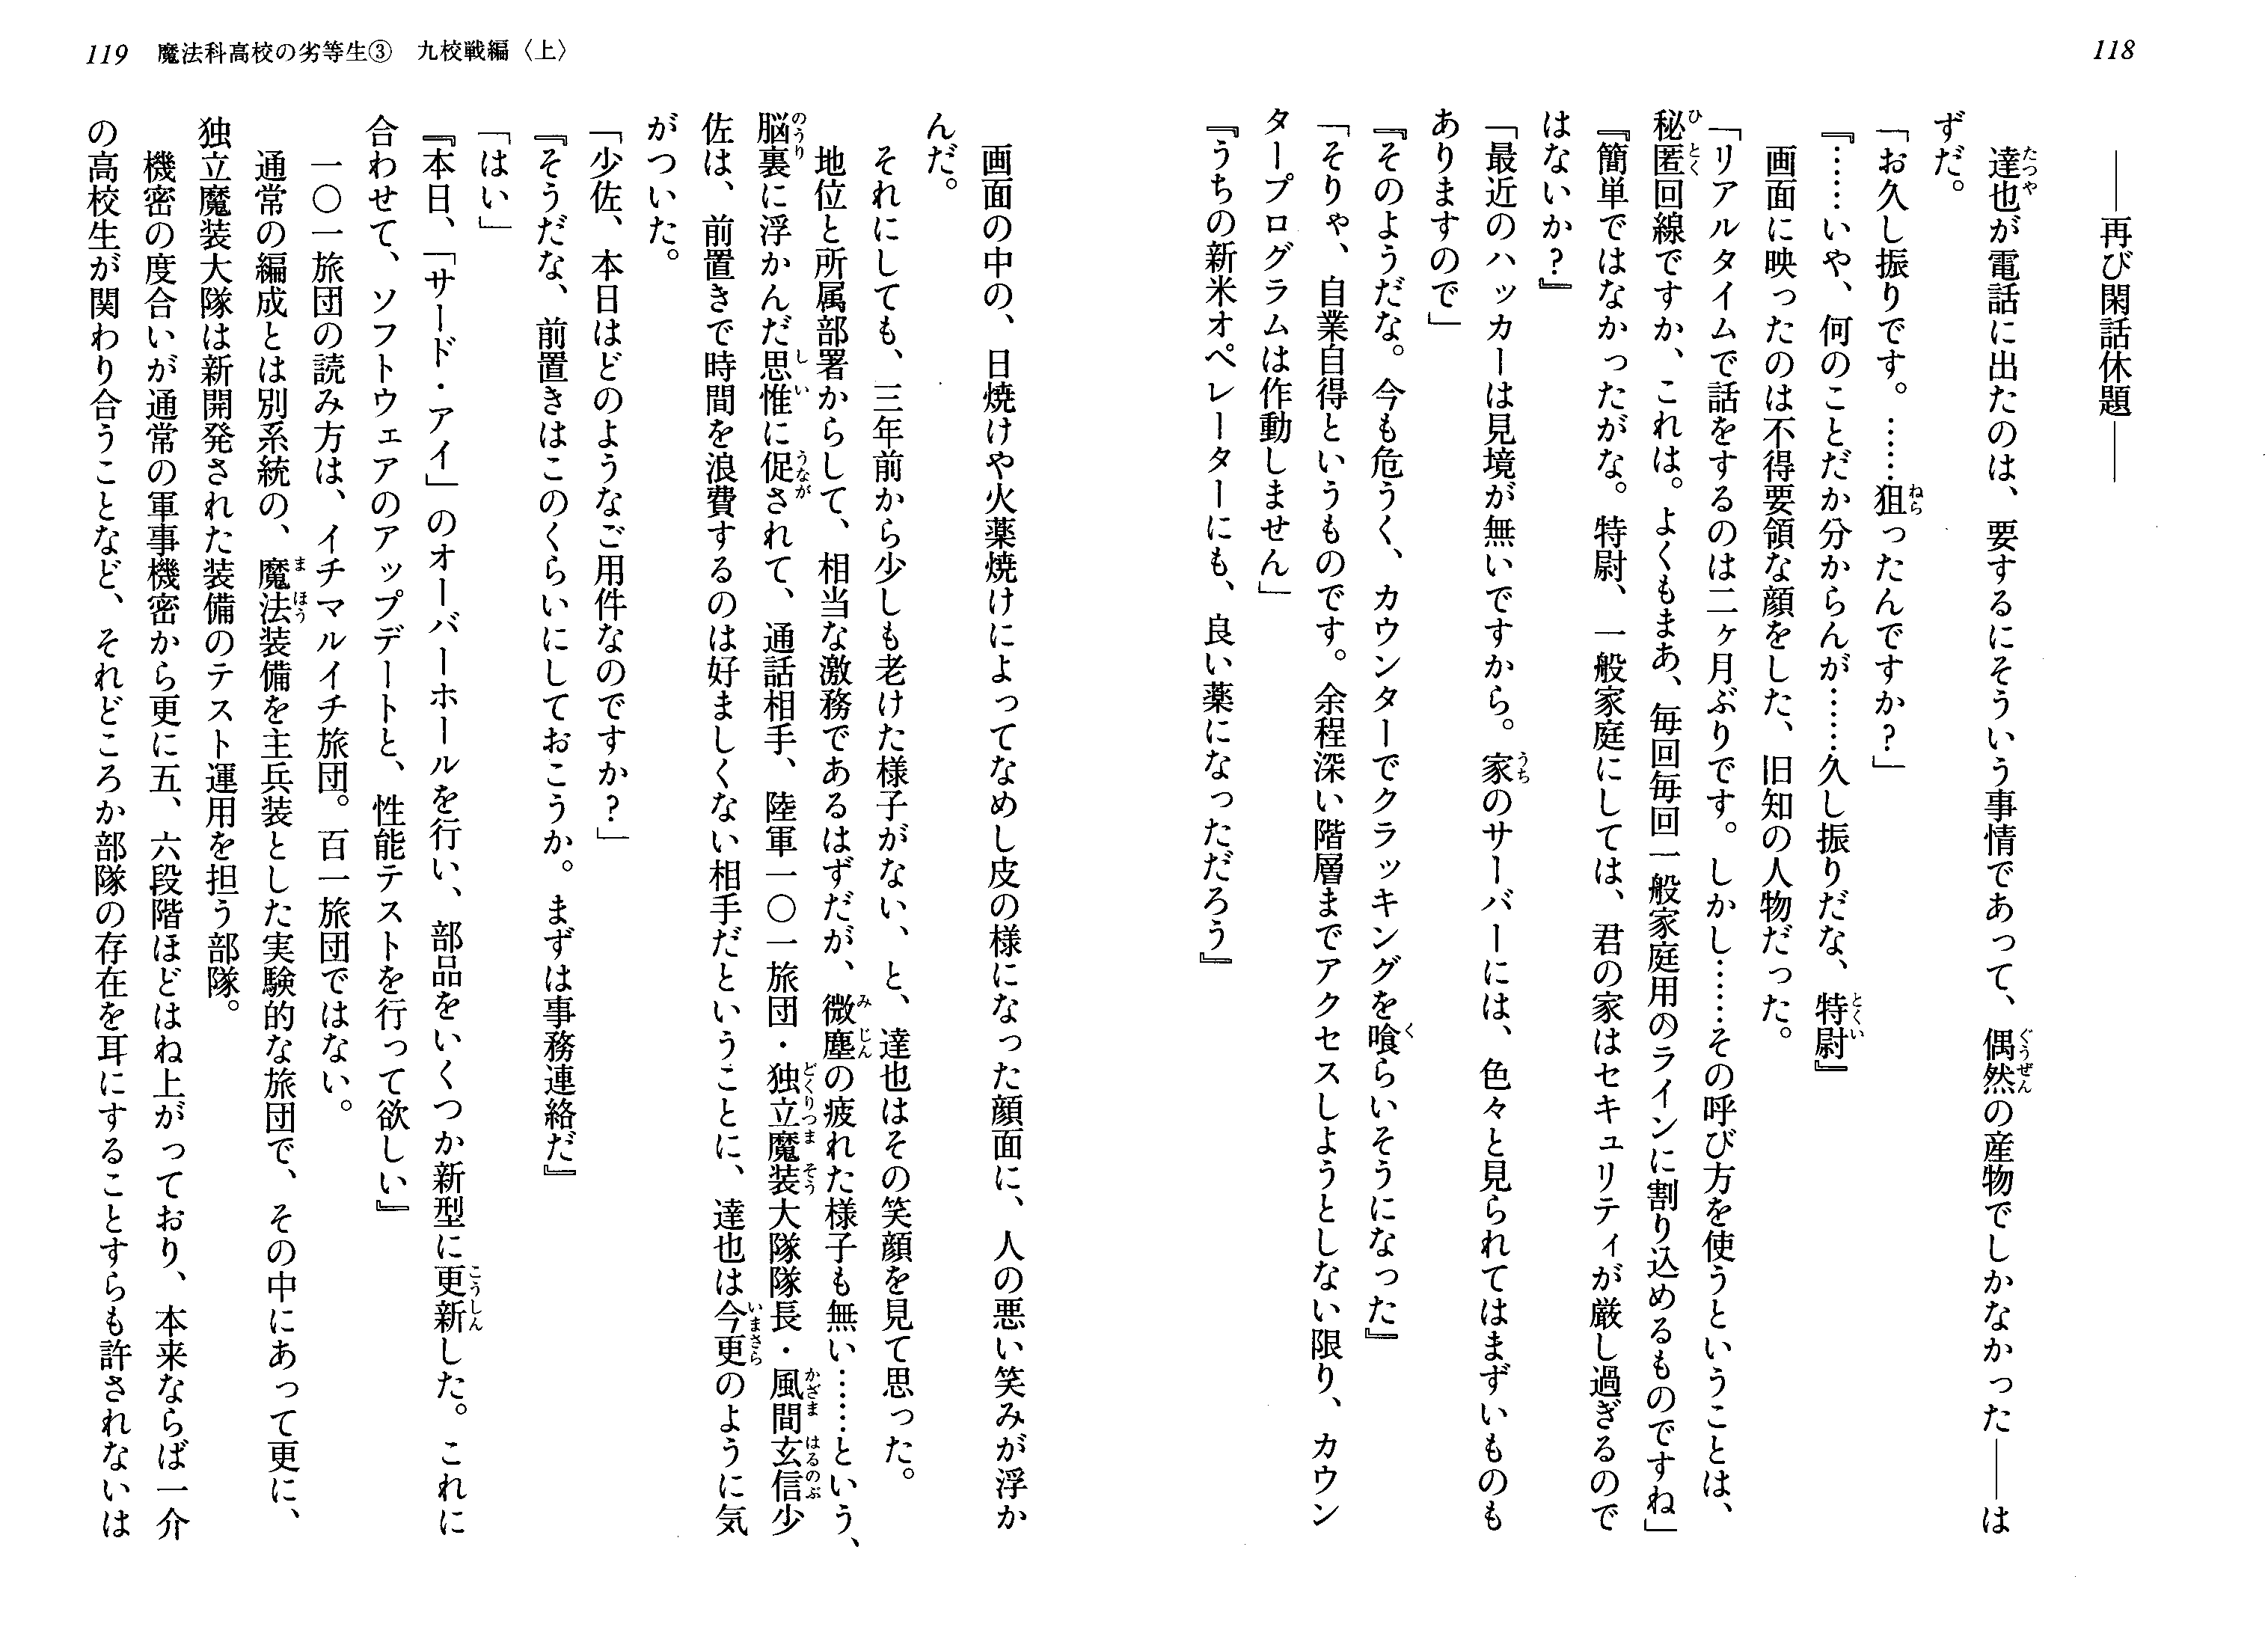 118
――再び閑話休題――
達也が電話に出たのは、要するにそういう事情であって、偶然の産物でしかなかった――は
ずだ。
「お久し振りです。……狙ったんですか?」
『……いや、何のことだか分からんが……久し振りだな、特尉』
画面に映ったのは不得要領な顔をした、旧知の人物だった。
「リアルタイムで話をするのは二ヶ月ぶりです。しかし……その呼び方を使うということは、
秘匿回線ですか、これは。よくもまあ、毎回毎回一般家庭用のラインに割り込めるものですね」
『簡単ではなかったがな。特尉、一般家庭にしては、君の家はセキュリティが厳し過ぎるので
はないか?』
「最近のハッカーは見境が無いですから。家のサーバーには、色々と見られてはまずいものも
ありますので」
『そのようだな。今も危うく、カウンターでクラッキングを喰らいそうになった』
「そりゃ、自業自得というものです。余程深い階層までアクセスしようとしない限り、カウン
タープログラムは作動しません」
『うちの新米オペレーターにも、良い薬になっただろう』
119 魔法科高校の劣等生③ 九校戦編〈上〉
画面の中の、日焼けや火薬焼けによってなめし皮の様になった顔面に、人の悪い笑みが浮か
んだ。
それにしても、三年前から少しも老けた様子がない、と、達也はその笑顔を見て思った。
地位と所属部署からして、相当な激務であるはずだが、微塵の疲れた様子も無い……という、
脳裏に浮かんだ思惟に促されて、通話相手、陸軍一〇一旅団・独立魔装大隊隊長・風間玄信少
佐は、前置きで時間を浪費するのは好ましくない相手だということに、達也は今更のように気
がついた。
「少佐、本日はどのようなご用件なのですか?」
『そうだな、前置きはこのくらいにしておこうか。まずは事務連絡だ』
「はい」
『本日、「サード・アイ」のオーバーホールを行い、部品をいくつか新型に更新した。これに
合わせて、ソフトウェアのアップデートと、性能テストを行って欲しい』
一〇一旅団の読み方は、イチマルイチ旅団。百一旅団ではない。
通常の編成とは別系統の、魔法装備を主兵装とした実験的な旅団で、その中にあって更に、
独立魔装大隊は新開発された装備のテスト運用を担う部隊。
機密の度合いが通常の軍事機密から更に五、六段階ほどはね上がっており、本来ならば一介
の高校生が関わり合うことなど、それどころか部隊の存在を耳にすることすらも許されないは